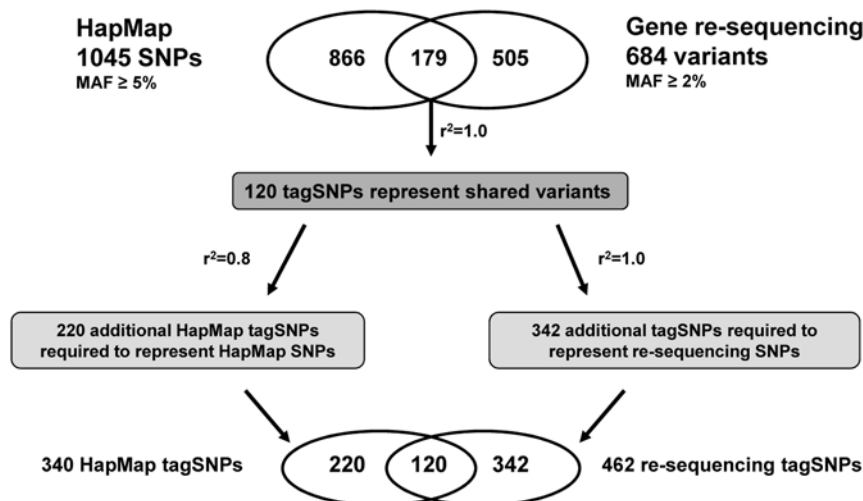 HapMap
1045 SNPs
MAF ≥ 5%
866
179
505
Gene re-sequencing
684 variants
MAF ≥ 2%
r²=1.0
120 tagSNPs represent shared variants
r²=0.8
r²=1.0
220 additional HapMap tagSNPs
required to represent HapMap SNPs
342 additional tagSNPs required to
represent re-sequencing SNPs
340 HapMap tagSNPs
220
120
342
462 re-sequencing tagSNPs